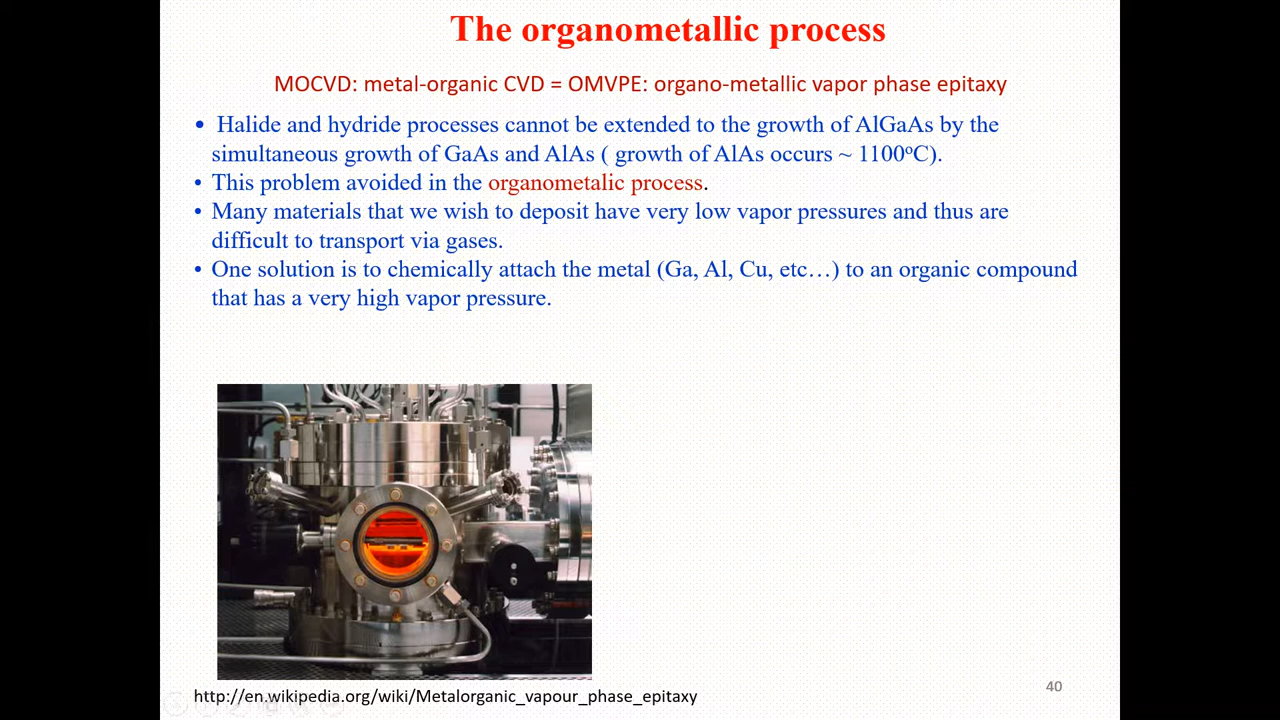 The organometallic process
MOCVD: metal-organic CVD = OMVPE: organo-metallic vapor phase epitaxy
• Halide and hydride processes cannot be extended to the growth of AlGaAs by the
simultaneous growth of GaAs and AlAs ( growth of AlAs occurs ~ 1100ºC).
• This problem avoided in the organometalic process.
• Many materials that we wish to deposit have very low vapor pressures and thus are
difficult to transport via gases.
• One solution is to chemically attach the metal (Ga, Al, Cu, etc…) to an organic compound
that has a very high vapor pressure.
http://en.wikipedia.org/wiki/Metalorganic_vapour_phase_epitaxy
40